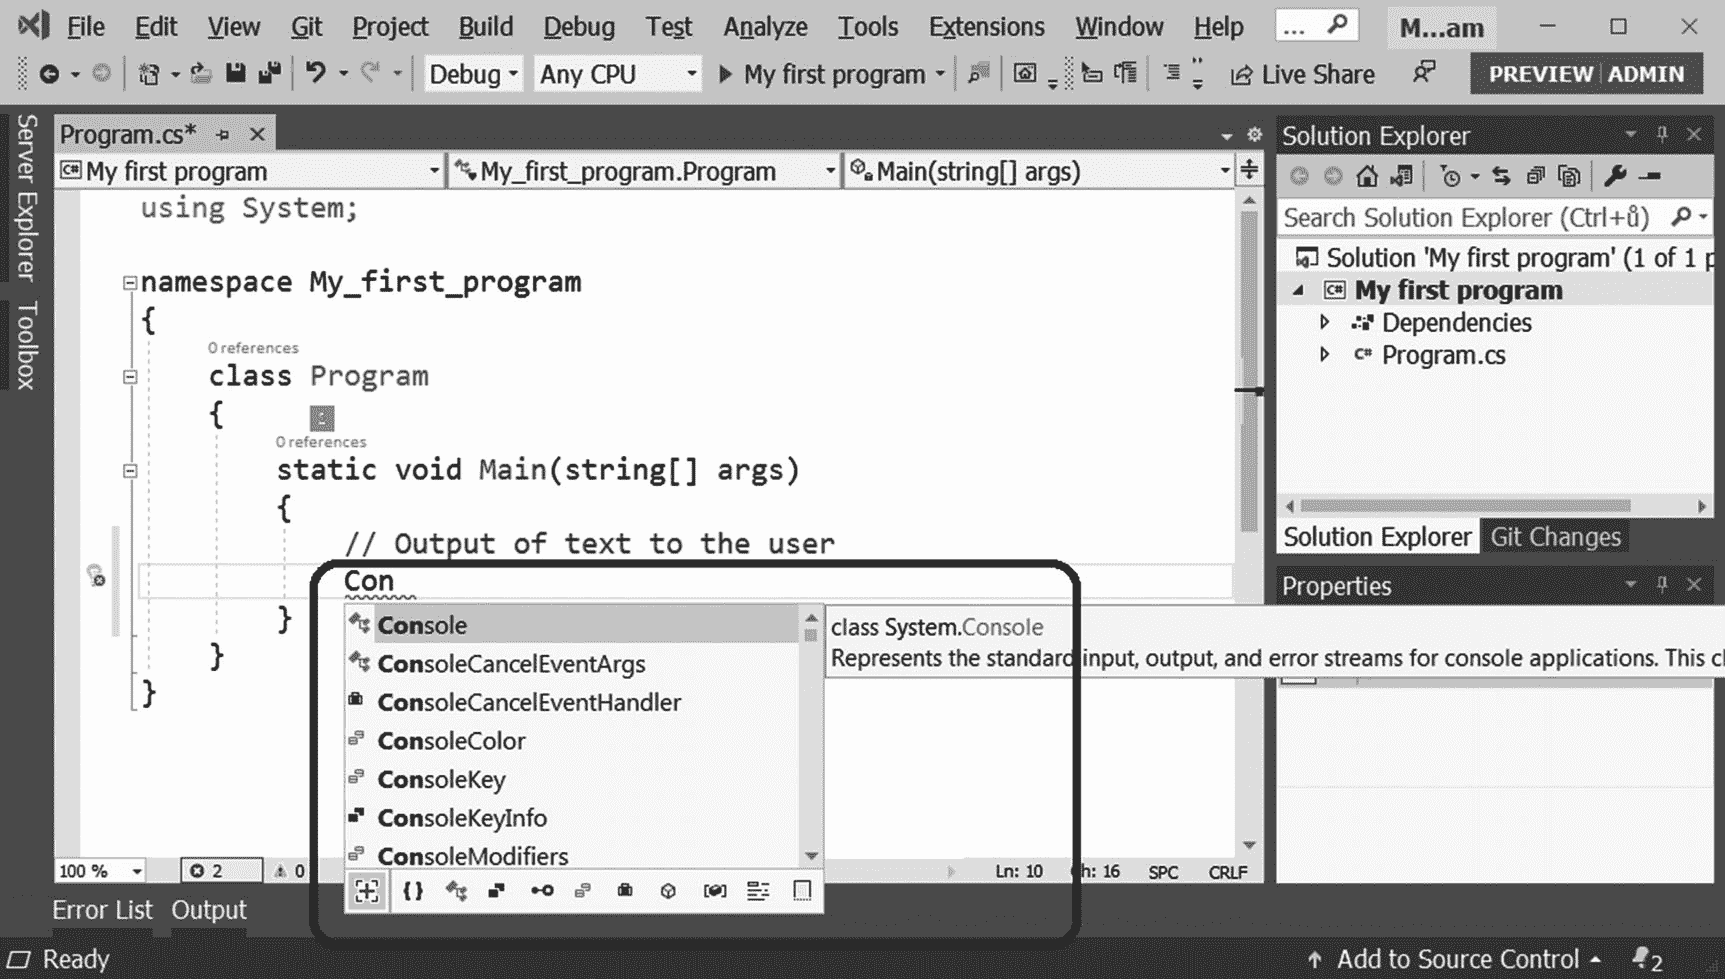 File Edit View Git Project Build Debug Test Analyze Tools Extensions Window Help ... M...am
Debug Any CPU My first program Live Share PREVIEW ADMIN
Server Explorer
Toolbox
Program.cs*
My first program My_first_program.Program Main(string[] args)
using System;
namespace My_first_program
{
0 references
class Program
{
0 references
static void Main(string[] args)
{
// Output of text to the user
Con
}
}
}
Console
ConsoleCancelEventArgs
ConsoleCancelEventHandler
ConsoleColor
ConsoleKey
ConsoleKeyInfo
ConsoleModifiers
class System.Console
Represents the standard input, output, and error streams for console applications. This
100 % 2 0 Ln: 10 Ch: 16 SPC CRLF
Error List Output
Solution Explorer
Search Solution Explorer (Ctrl+ů)
Solution 'My first program' (1 of 1
C# My first program
Dependencies
C# Program.cs
Solution Explorer Git Changes
Properties
Ready Add to Source Control 2